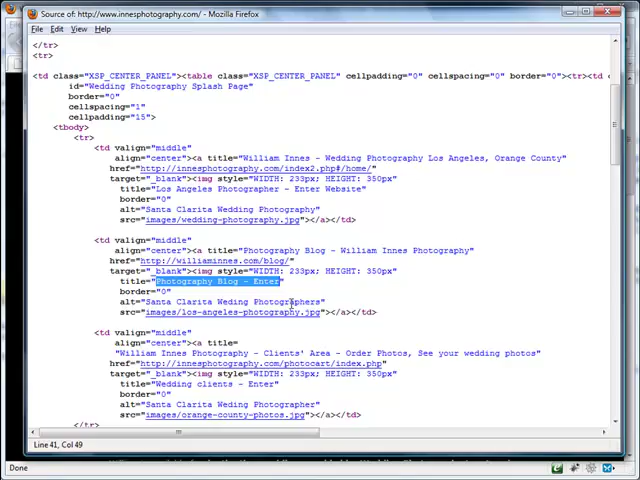 Source of: http://www.innesphotography.com/ - Mozilla Firefox
File Edit View Help
</tr>
<tr>
<td class="XSP_CENTER_PANEL"><table class="XSP_CENTER_PANEL" cellpadding="0" cellspacing="0" border="0"><tr><td c
id="Wedding Photography Splash Page"
border="0"
cellspacing="1"
cellpadding="15">
<tbody>
<tr>
<td valign="middle"
align="center"><a title="William Innes - Wedding Photography Los Angeles, Orange County"
href="http://innesphotography.com/index2.php#/home/"
target="_blank"><img style="WIDTH: 233px; HEIGHT: 350px"
title="Los Angeles Photographer - Enter Website"
border="0"
alt="Santa Clarita Wedding Photography"
src="images/wedding-photography.jpg"></a></td>
<td valign="middle"
align="center"><a title="Photography Blog - William Innes Photography"
href="http://williaminnes.com/blog/"
target="_blank"><img style="WIDTH: 233px; HEIGHT: 350px"
title="Photography Blog - Enter"
border="0"
alt="Santa Clarita Weding Photographers"
src="images/los-angeles-photography.jpg"></a></td>
<td valign="middle"
align="center"><a title=
"William Innes Photography - Clients' Area - Order Photos, See your wedding photos"
href="http://innesphotography.com/photocart/index.php"
target="_blank"><img style="WIDTH: 233px; HEIGHT: 350px"
title="Wedding clients - Enter"
border="0"
alt="Santa Clarita Weding Photographer"
src="images/orange-county-photos.jpg"></a></td>
</tr>
Line 41, Col 49
Done